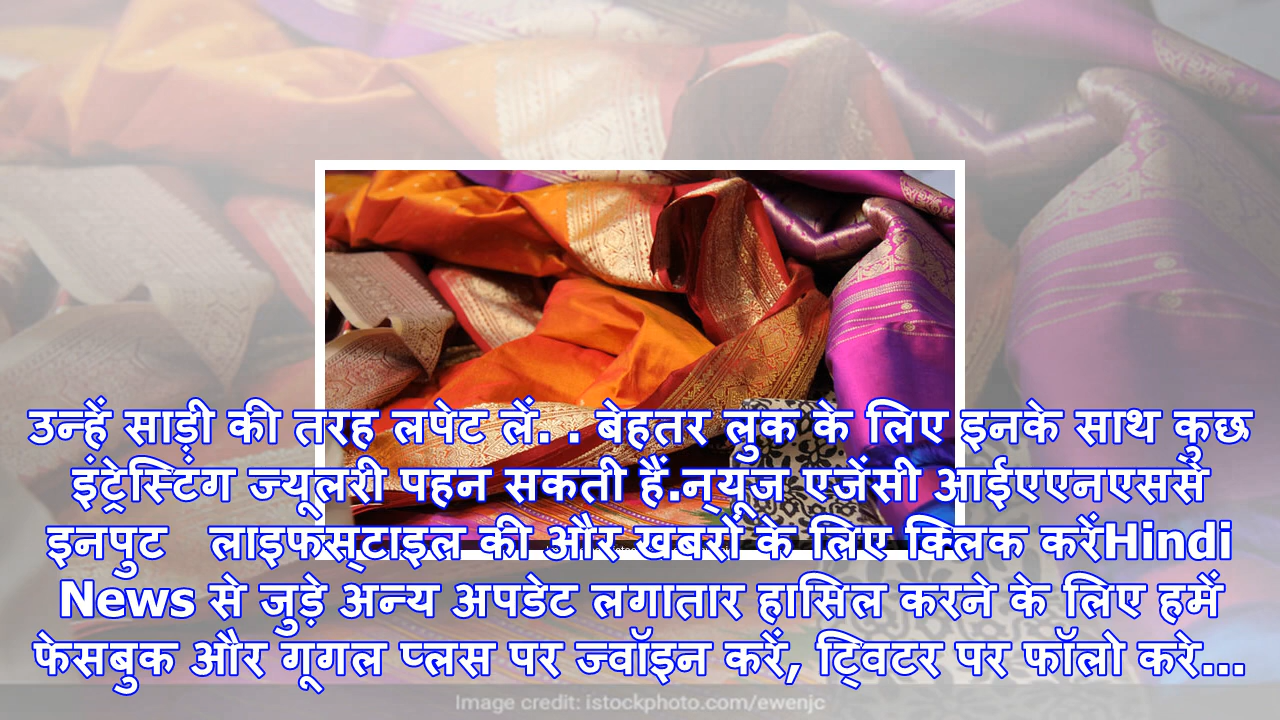 उन्हें साड़ी की तरह लपेट लें. . बेहतर लुक के लिए इनके साथ कुछ
इंट्रेस्टिंग ज्यूलरी पहन सकती हैं.न्यूज एजेंसी आईएएनएससे
इनपुट लाइफस्टाइल की और खबरों के लिए क्लिक करेंHindi
News से जुड़े अन्य अपडेट लगातार हासिल करने के लिए हमें
फेसबुक और गूगल प्लस पर ज्वॉइन करें, ट्विटर पर फॉलो करे...
Image credit: istockphoto.com/ewenjc